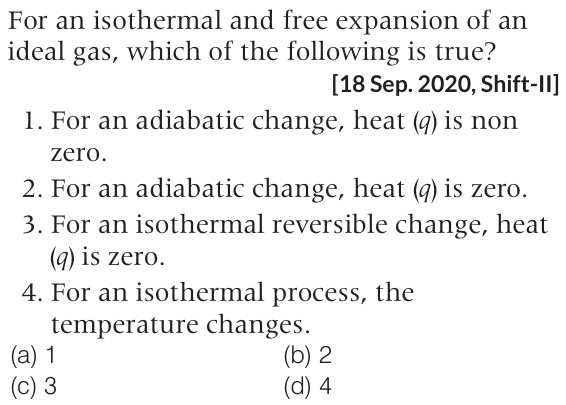 For an isothermal and free expansion of an
ideal gas, which of the following is true?
[18 Sep. 2020, Shift-II]
1. For an adiabatic change, heat (q) is non
zero.
2. For an adiabatic change, heat (q) is zero.
3. For an isothermal reversible change, heat
(q) is zero.
4. For an isothermal process, the
temperature changes.
(a) 1 (b) 2
(c) 3 (d) 4